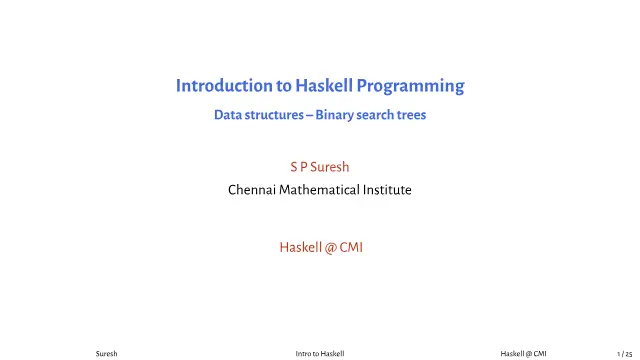 Introduction to Haskell Programming
Data structures – Binary search trees
S P Suresh
Chennai Mathematical Institute
Haskell @ CMI
Suresh Intro to Haskell Haskell @ CMI 1 / 25